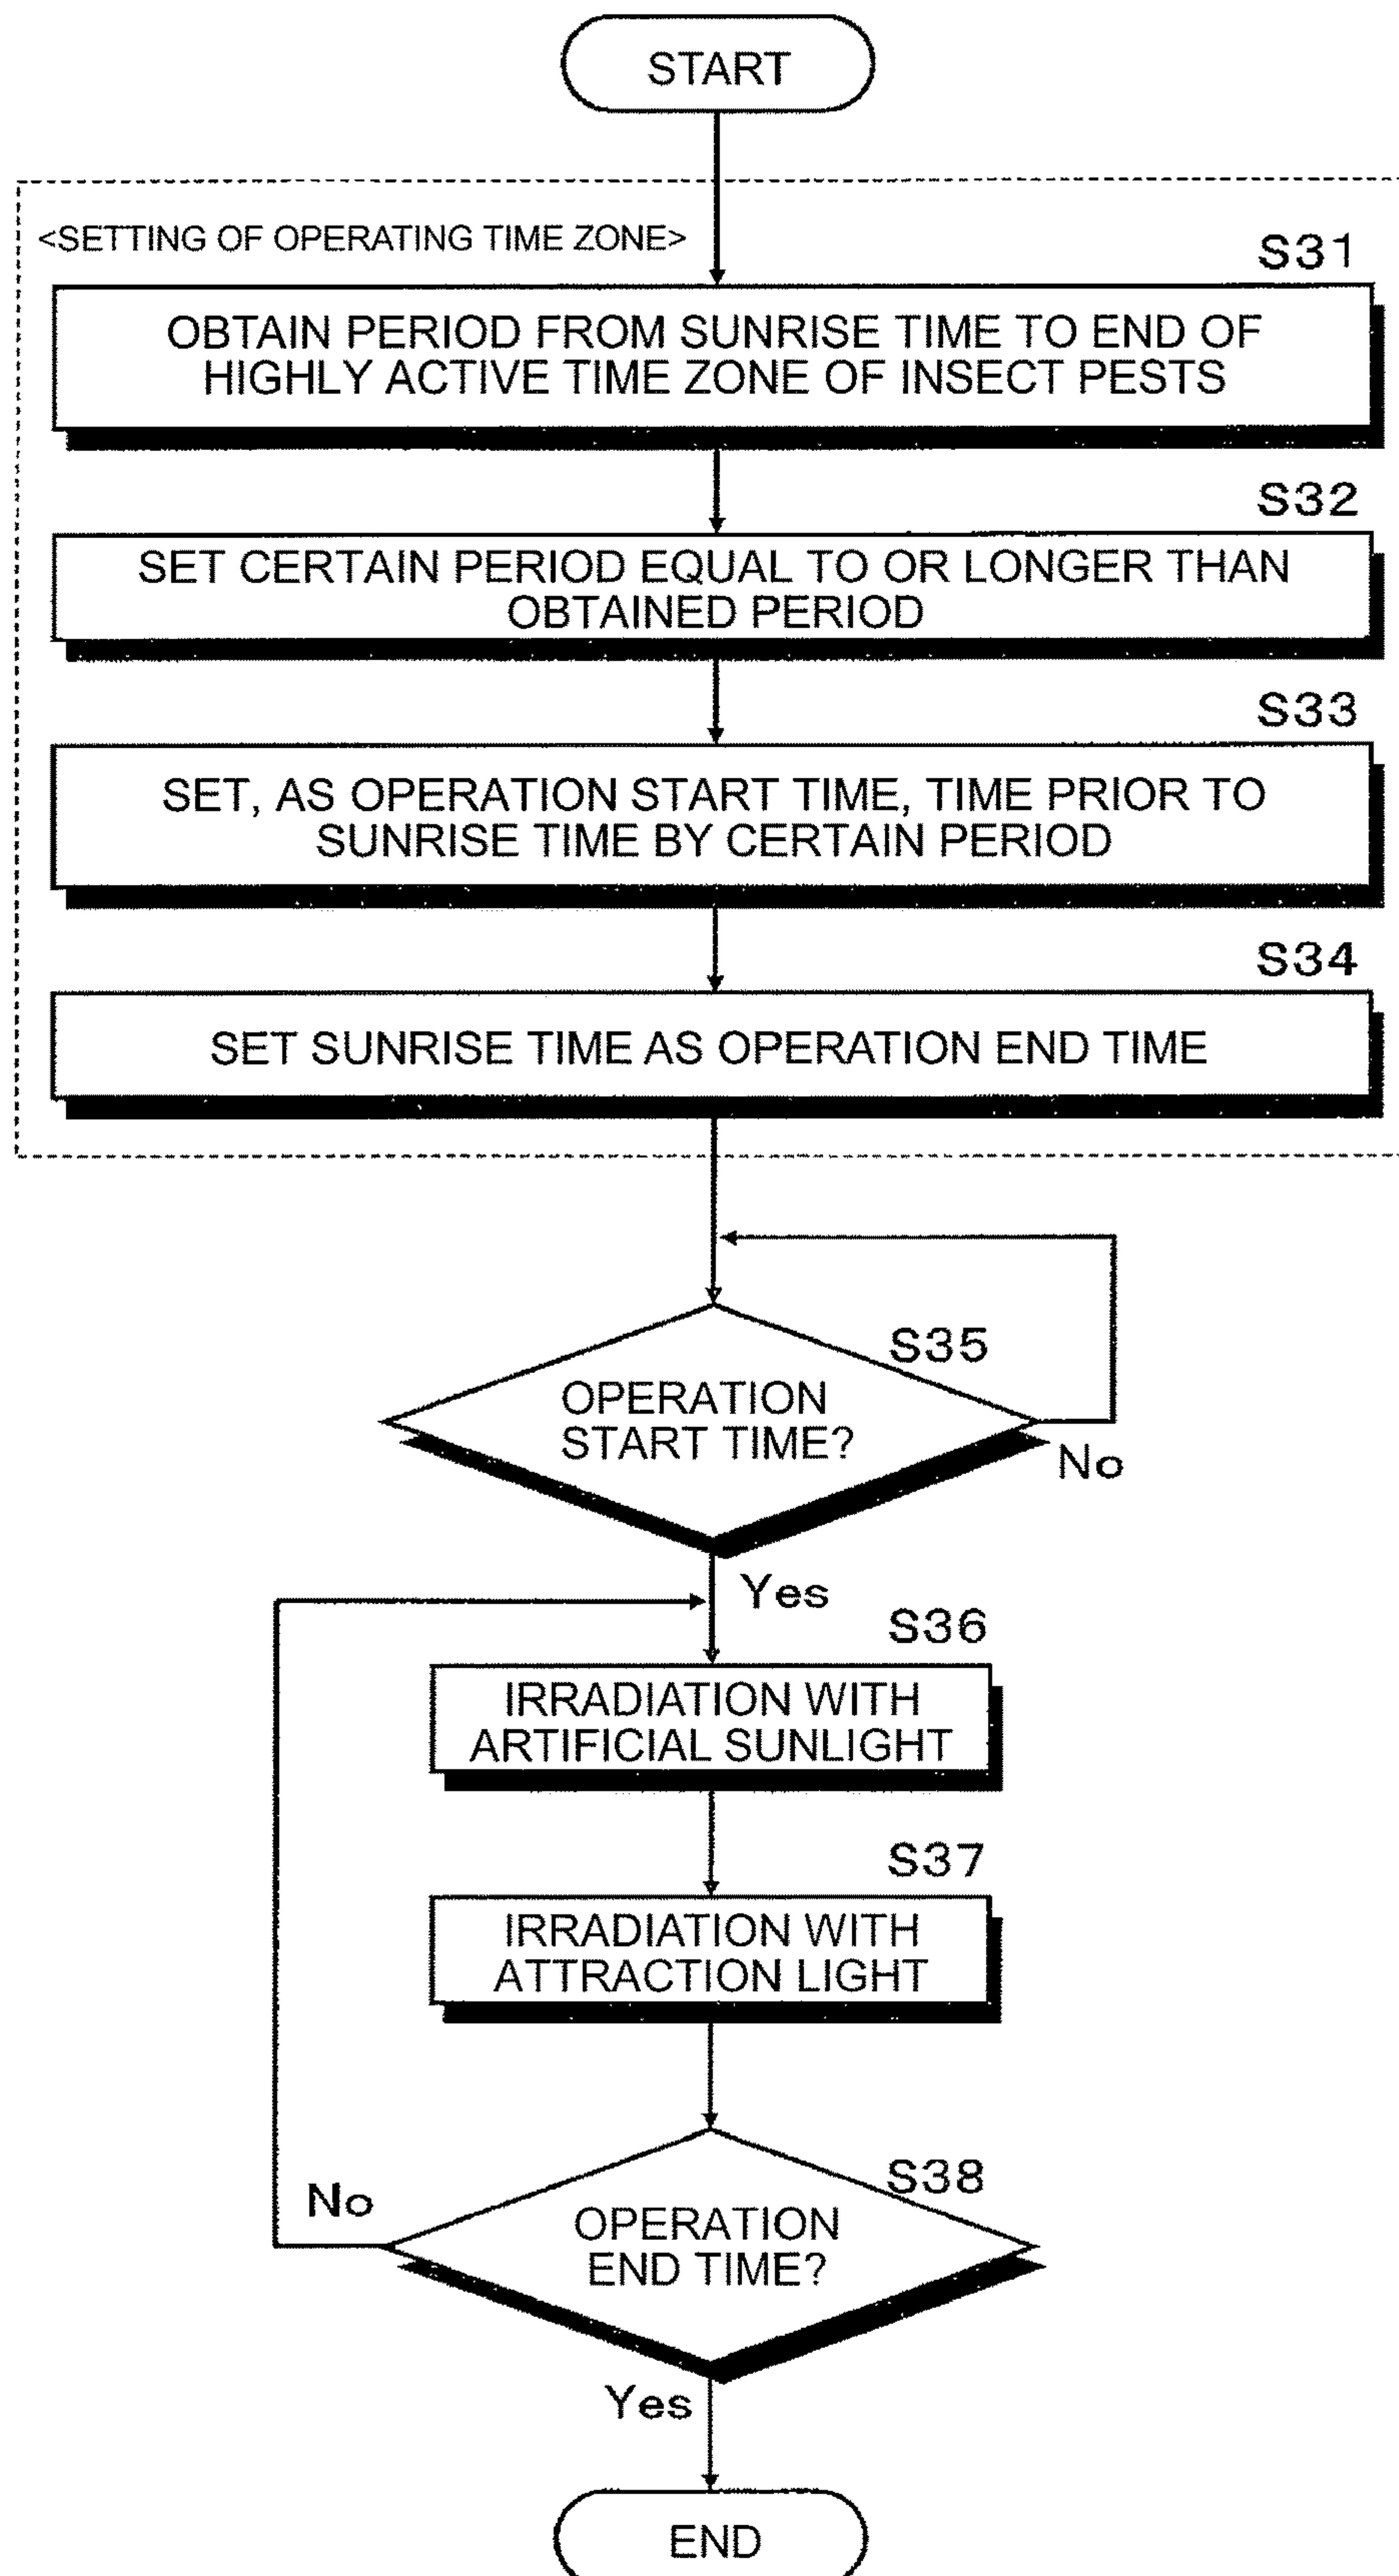 START
<SETTING OF OPERATING TIME ZONE>
S31
OBTAIN PERIOD FROM SUNRISE TIME TO END OF
HIGHLY ACTIVE TIME ZONE OF INSECT PESTS
S32
SET CERTAIN PERIOD EQUAL TO OR LONGER THAN
OBTAINED PERIOD
S33
SET, AS OPERATION START TIME, TIME PRIOR TO
SUNRISE TIME BY CERTAIN PERIOD
S34
SET SUNRISE TIME AS OPERATION END TIME
S35
OPERATION
START TIME?
No
Yes
S36
IRRADIATION WITH
ARTIFICIAL SUNLIGHT
S37
IRRADIATION WITH
ATTRACTION LIGHT
S38
No
OPERATION
END TIME?
Yes
END